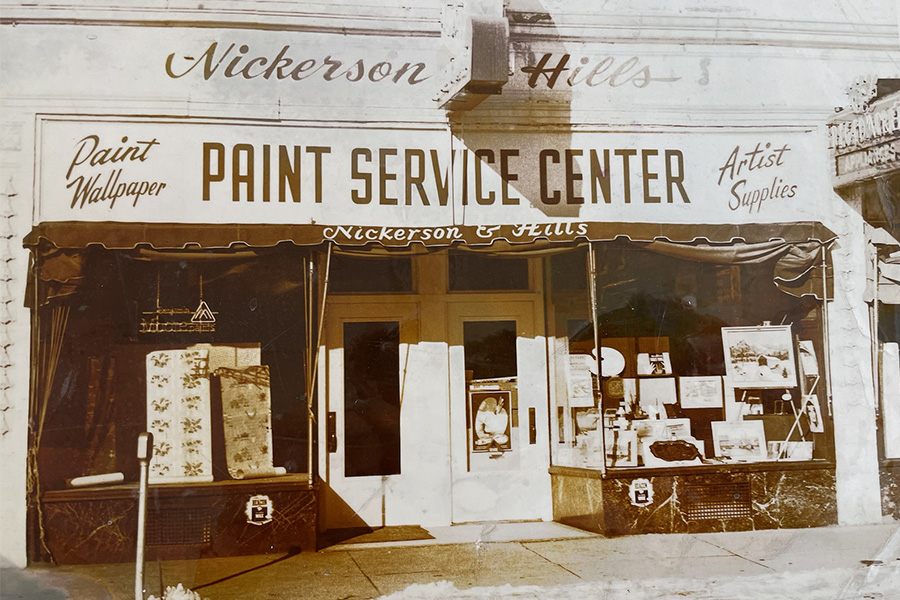 Nickerson Hills
Paint
Wallpaper
PAINT SERVICE CENTER
Artist
Supplies
Nickerson & Hills